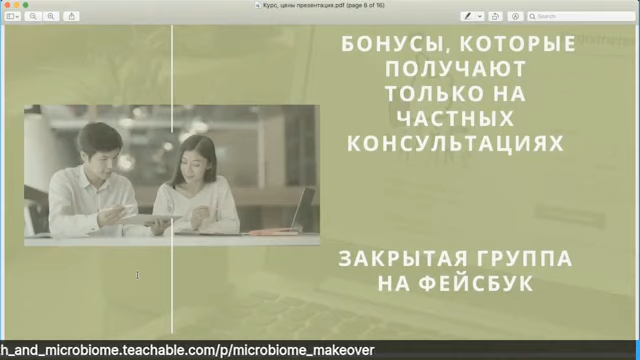 Курс, цены презентация.pdf (page 8 of 16)
Search
БОНУСЫ, КОТОРЫЕ
ПОЛУЧАЮТ
ТОЛЬКО НА
ЧАСТНЫХ
КОНСУЛЬТАЦИЯХ
ЗАКРЫТАЯ ГРУППА
НА ФЕЙСБУК
h_and_microbiome.teachable.com/p/microbiome_makeover